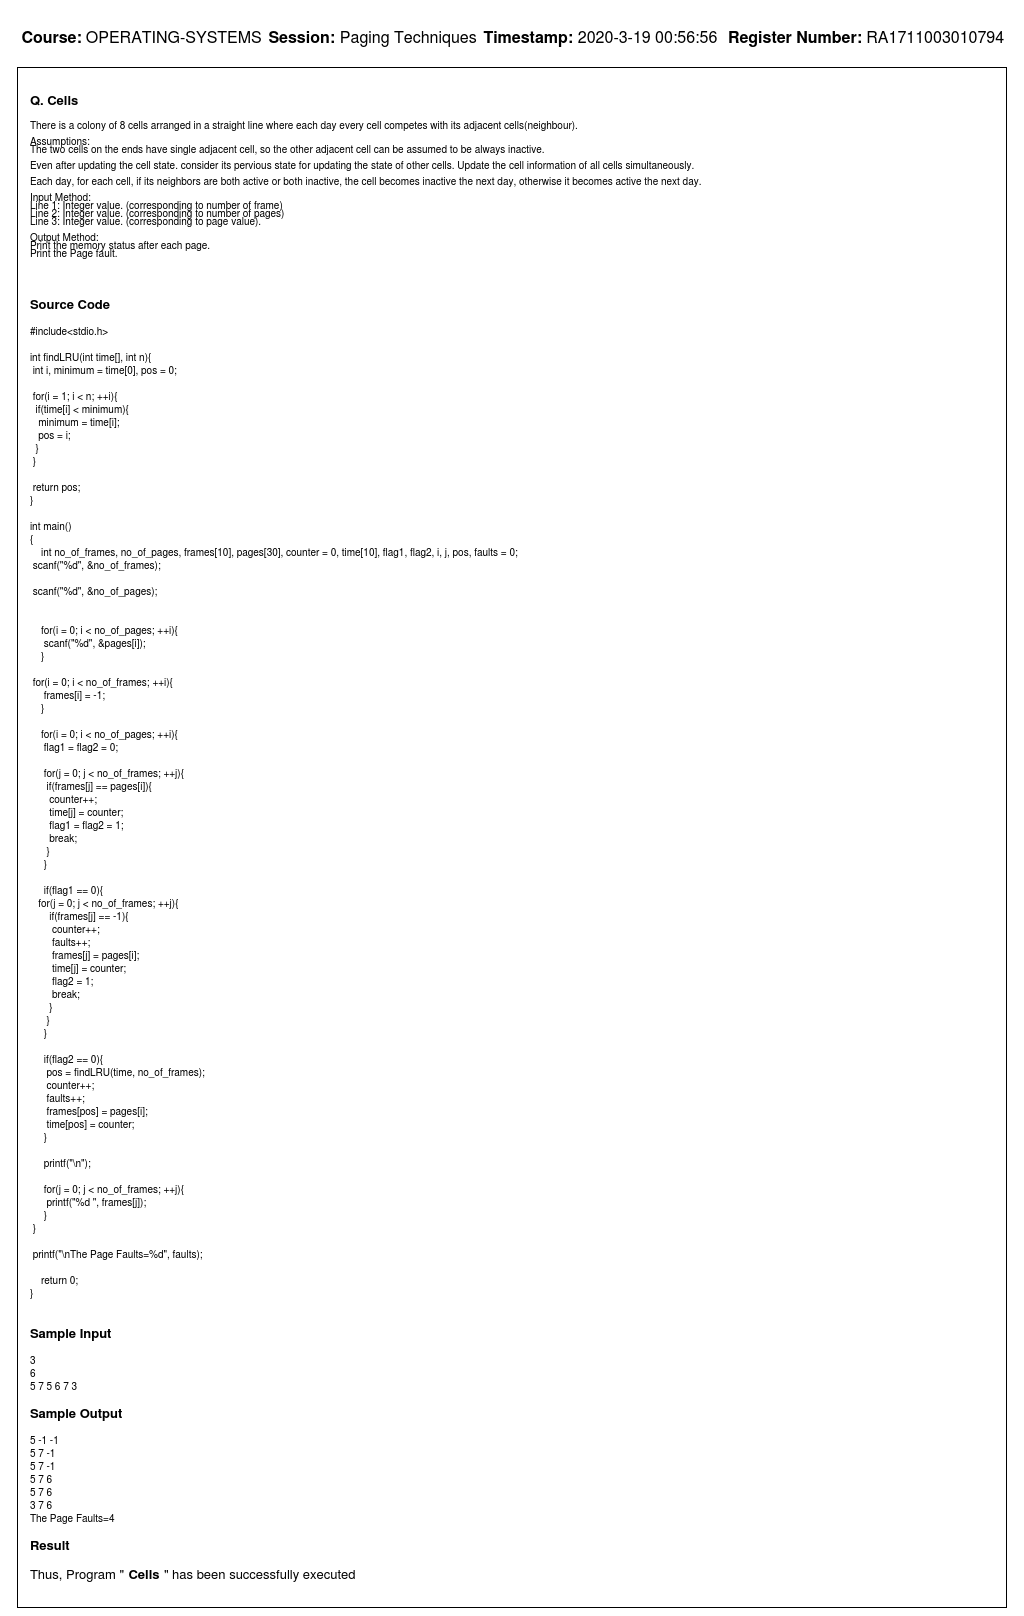 Course: OPERATING-SYSTEMS Session: Paging Techniques Timestamp: 2020-3-19 00:56:56 Register Number: RA1711003010794
Q. Cells
There is a colony of 8 cells arranged in a straight line where each day every cell competes with its adjacent cells(neighbour).
Assumptions:
The two cells on the ends have single adjacent cell, so the other adjacent cell can be assumed to be always inactive.
Even after updating the cell state. consider its pervious state for updating the state of other cells. Update the cell information of all cells simultaneously.
Each day, for each cell, if its neighbors are both active or both inactive, the cell becomes inactive the next day, otherwise it becomes active the next day.
Input Method:
Line 1: Integer value. (corresponding to number of frame)
Line 2: Integer value. (corresponding to number of pages)
Line 3: Integer value. (corresponding to page value).
Output Method:
Print the memory status after each page.
Print the Page fault.
Source Code
#include<stdio.h>
int findLRU(int time[], int n){
int i, minimum = time[0], pos = 0;
for(i = 1; i < n; ++i){
if(time[i] < minimum){
minimum = time[i];
pos = i;
}
}
return pos;
}
int main()
{
int no_of_frames, no_of_pages, frames[10], pages[30], counter = 0, time[10], flag1, flag2, i, j, pos, faults = 0;
scanf("%d", &no_of_frames);
scanf("%d", &no_of_pages);
for(i = 0; i < no_of_pages; ++i){
scanf("%d", &pages[i]);
}
for(i = 0; i < no_of_frames; ++i){
frames[i] = -1;
}
for(i = 0; i < no_of_pages; ++i){
flag1 = flag2 = 0;
for(j = 0; j < no_of_frames; ++j){
if(frames[j] == pages[i]){
counter++;
time[j] = counter;
flag1 = flag2 = 1;
break;
}
}
if(flag1 == 0){
for(j = 0; j < no_of_frames; ++j){
if(frames[j] == -1){
counter++;
faults++;
frames[j] = pages[i];
time[j] = counter;
flag2 = 1;
break;
}
}
}
if(flag2 == 0){
pos = findLRU(time, no_of_frames);
counter++;
faults++;
frames[pos] = pages[i];
time[pos] = counter;
}
printf("\n");
for(j = 0; j < no_of_frames; ++j){
printf("%d ", frames[j]);
}
}
printf("\nThe Page Faults=%d", faults);
return 0;
}
Sample Input
3
6
5 7 5 6 7 3
Sample Output
5 -1 -1
5 7 -1
5 7 -1
5 7 6
5 7 6
3 7 6
The Page Faults=4
Result
Thus, Program " Cells " has been successfully executed